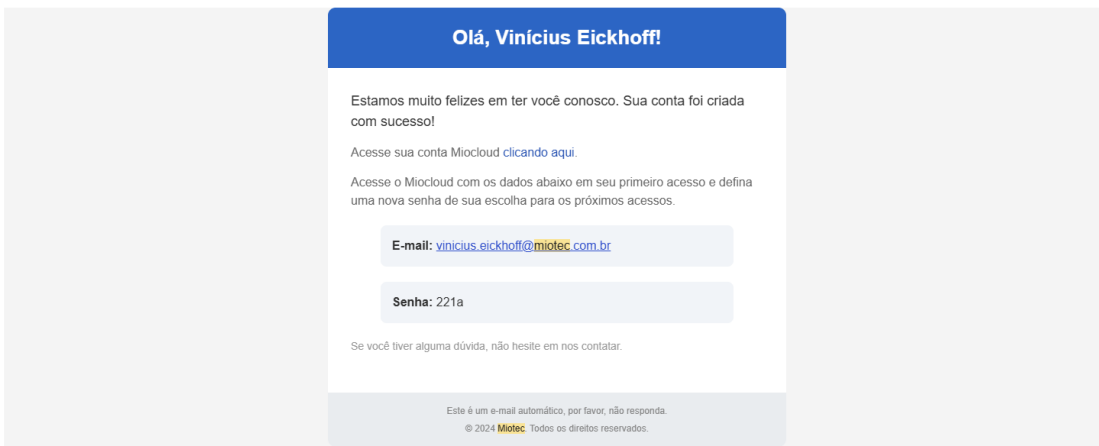 Olá, Vinícius Eickhoff!
Estamos muito felizes em ter você conosco. Sua conta foi criada
com sucesso!
Acesse sua conta Miocloud clicando aqui.
Acesse o Miocloud com os dados abaixo em seu primeiro acesso e defina
uma nova senha de sua escolha para os próximos acessos.
E-mail: vinicius.eickhoff@miotec.com.br
Senha: 221a
Se você tiver alguma dúvida, não hesite em nos contatar.
Este é um e-mail automático, por favor, não responda.
© 2024 Miotec. Todos os direitos reservados.